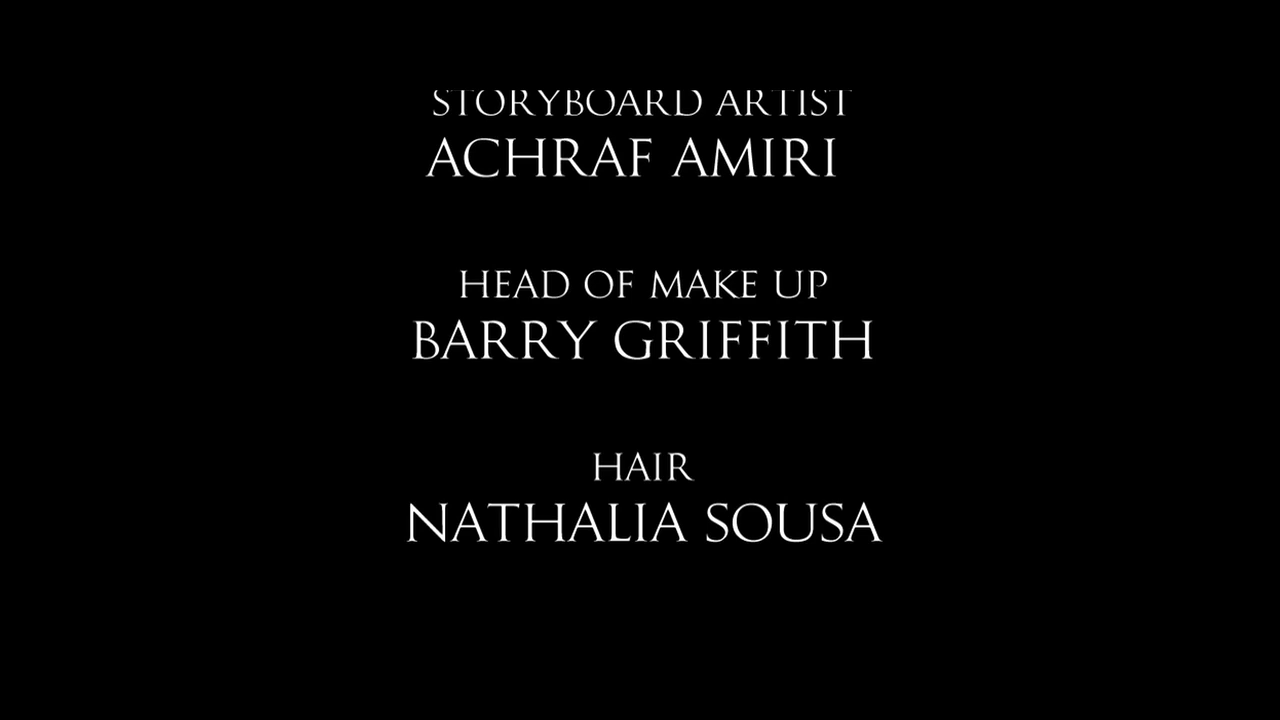 STORYBOARD ARTIST
ACHRAF AMIRI
HEAD OF MAKE UP
BARRY GRIFFITH
HAIR
NATHALIA SOUSA